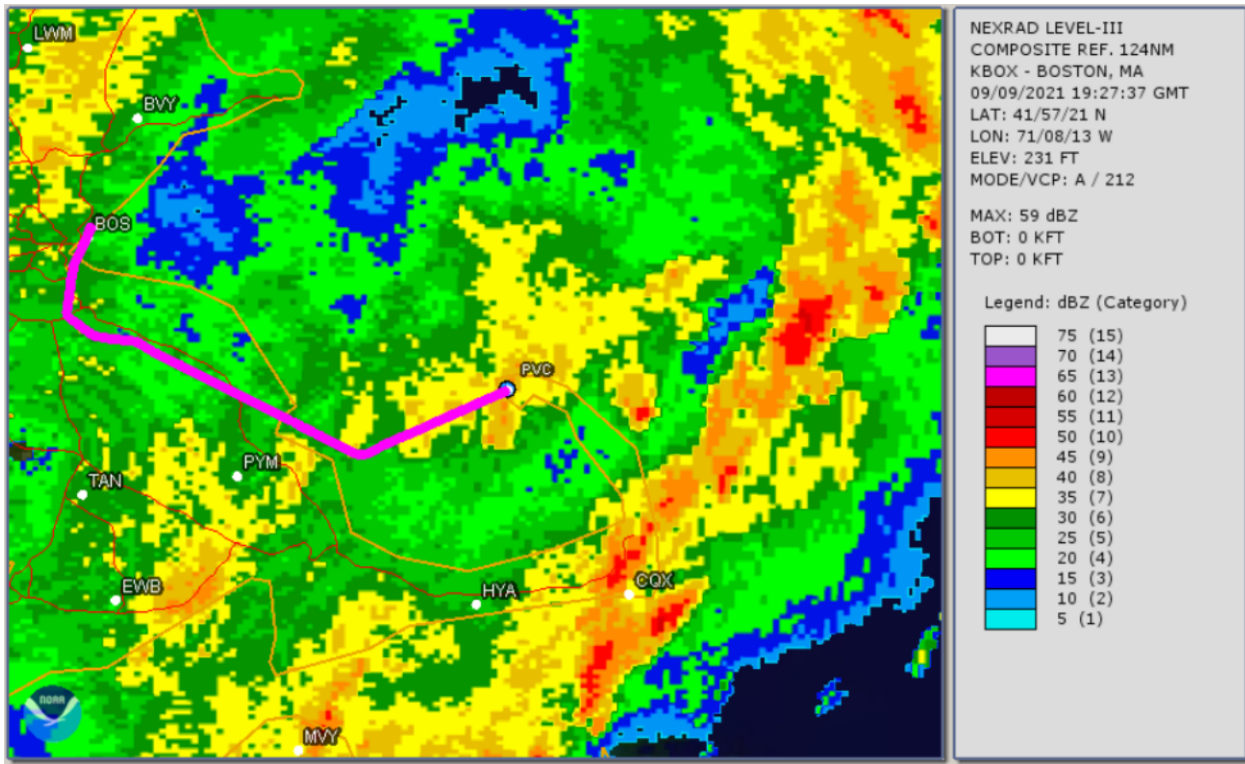 LWM
BVY
BOS
PVC
PYM
TAN
EWB
HYA
CQX
MVY
NOAA
NEXRAD LEVEL-III
COMPOSITE REF. 124NM
KBOX - BOSTON, MA
09/09/2021 19:27:37 GMT
LAT: 41/57/21 N
LON: 71/08/13 W
ELEV: 231 FT
MODE/VCP: A / 212
MAX: 59 dBZ
BOT: 0 KFT
TOP: 0 KFT
Legend: dBZ (Category)
75 (15)
70 (14)
65 (13)
60 (12)
55 (11)
50 (10)
45 (9)
40 (8)
35 (7)
30 (6)
25 (5)
20 (4)
15 (3)
10 (2)
5 (1)